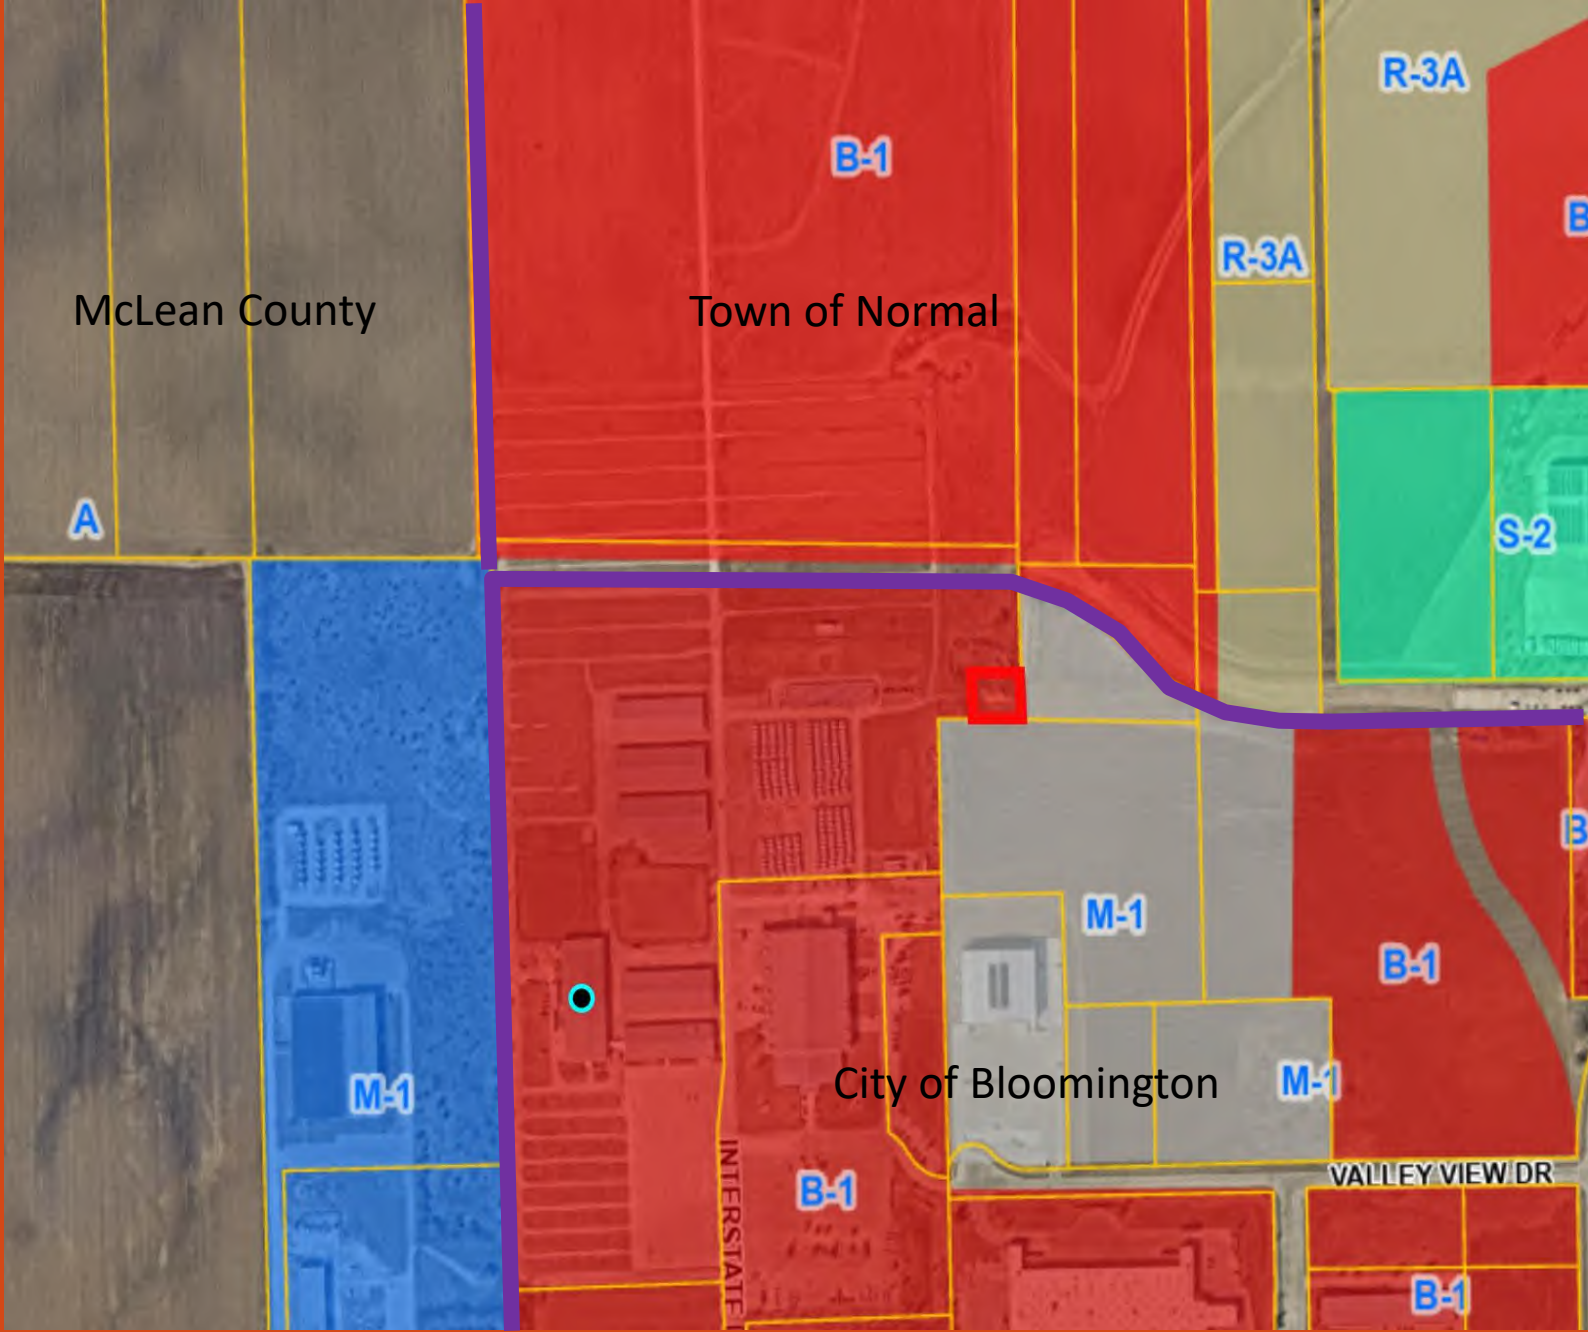 R-3A
B-1
B
R-3A
McLean County
Town of Normal
A
S-2
B
M-1
B-1
City of Bloomington
M-1
M-1
VALLEY VIEW DR
B-1
INTERSTATE
B-1